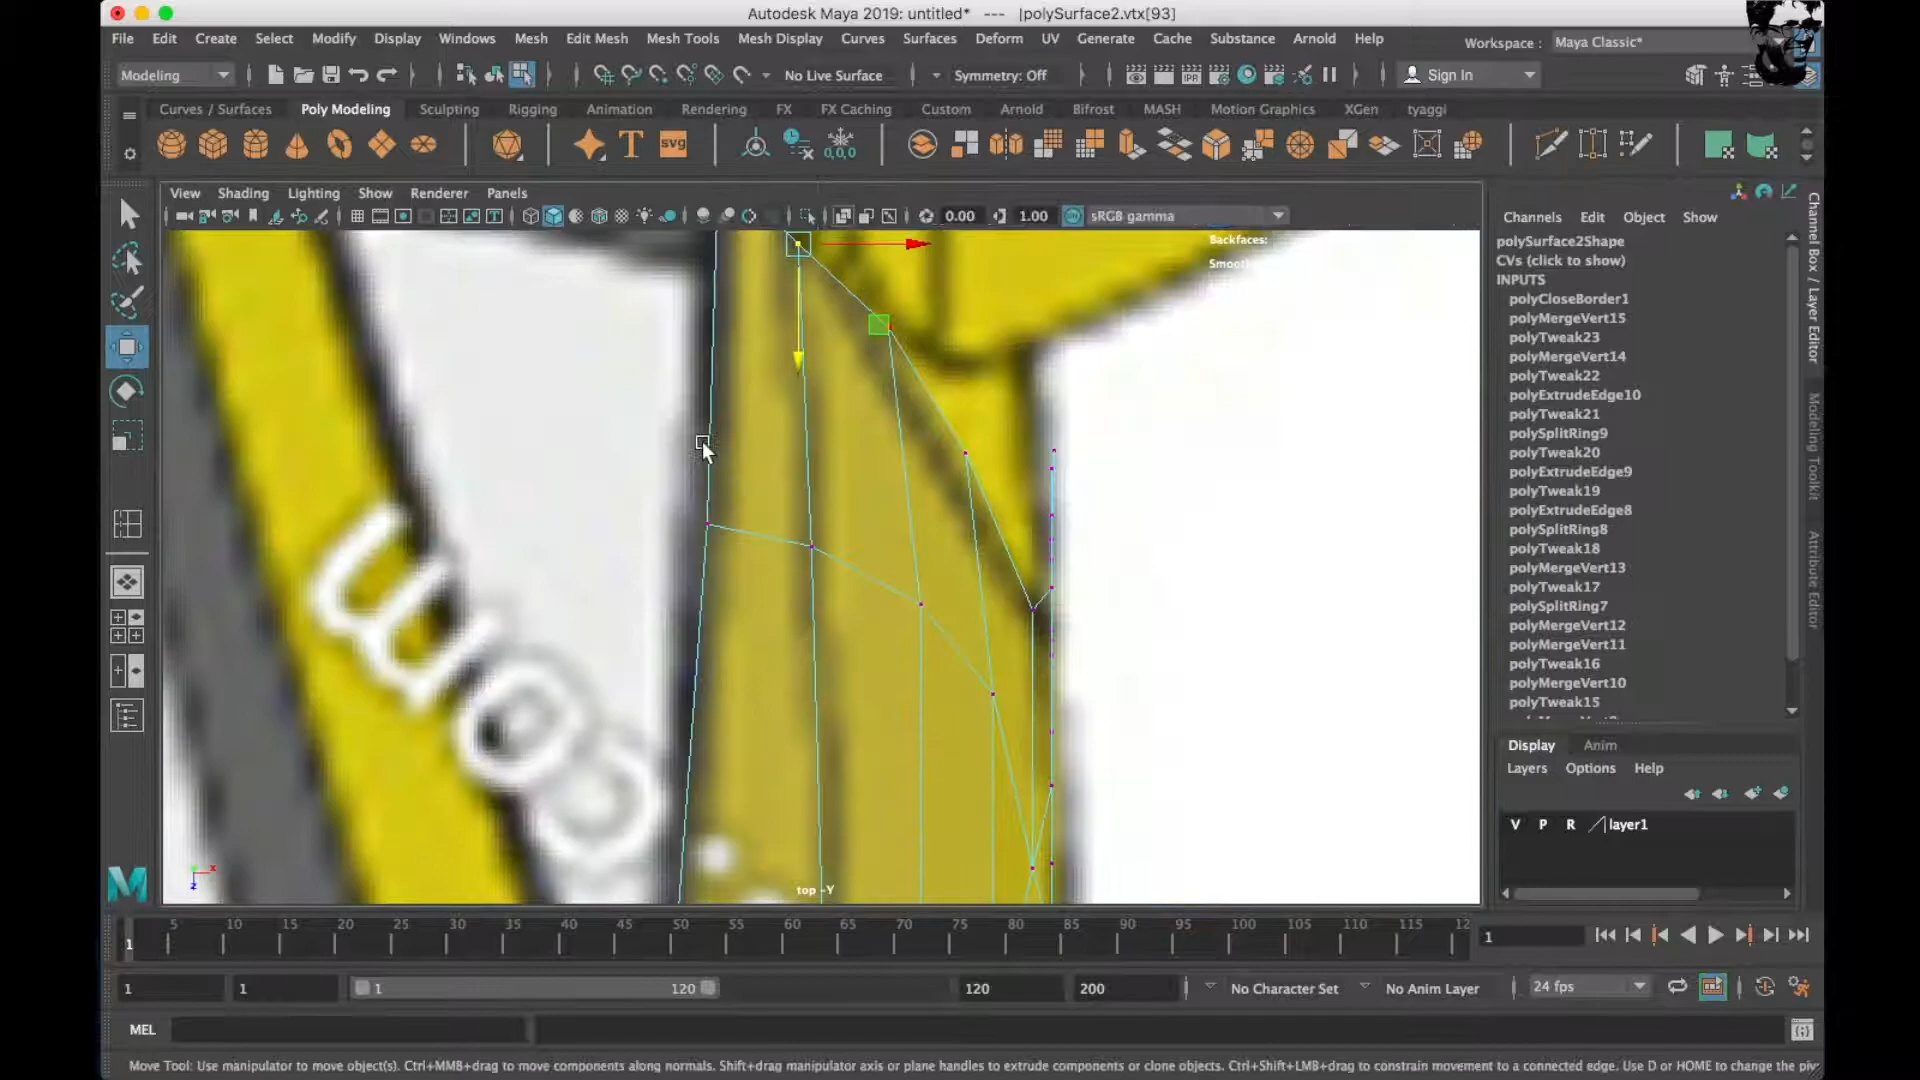 Autodesk Maya 2019: untitled* --- |polySurface2.vtx[93]
File Edit Create Select Modify Display Windows Mesh Edit Mesh Mesh Tools Mesh Display Curves Surfaces Deform UV Generate Cache Substance Arnold Help Workspace : Maya Classic*
Modeling No Live Surface Symmetry: Off IPR Sign In
Curves / Surfaces Poly Modeling Sculpting Rigging Animation Rendering FX FX Caching Custom Arnold Bifrost MASH Motion Graphics XGen tyaggi
T svg 0,0,0
View Shading Lighting Show Renderer Panels
0.00 1.00 sRGB gamma
Channels Edit Object Show
Backfaces:
polySurface2Shape
CVs (click to show)
INPUTS
polyCloseBorder1
polyMergeVert15
polyTweak23
polyMergeVert14
polyTweak22
polyExtrudeEdge10
polyTweak21
polySplitRing9
polyTweak20
polyExtrudeEdge9
polyTweak19
polyExtrudeEdge8
polySplitRing8
polyTweak18
polyMergeVert13
polyTweak17
polySplitRing7
polyMergeVert12
polyMergeVert11
polyTweak16
polyMergeVert10
polyTweak15
Channel Box / Layer Editor
Modeling Toolkit
Attribute Editor
Display Anim
Layers Options Help
V P R layer1
x
z
top -Y
5 10 15 20 25 30 35 40 45 50 55 60 65 70 75 80 85 90 95 100 105 110 115 12
1 1
1 1 1 120 120 200 No Character Set No Anim Layer 24 fps
MEL
Move Tool: Use manipulator to move object(s). Ctrl+MMB+drag to move components along normals. Shift+drag manipulator axis or plane handles to extrude components or clone objects. Ctrl+Shift+LMB+drag to constrain movement to a connected edge. Use D or HOME to change the piv